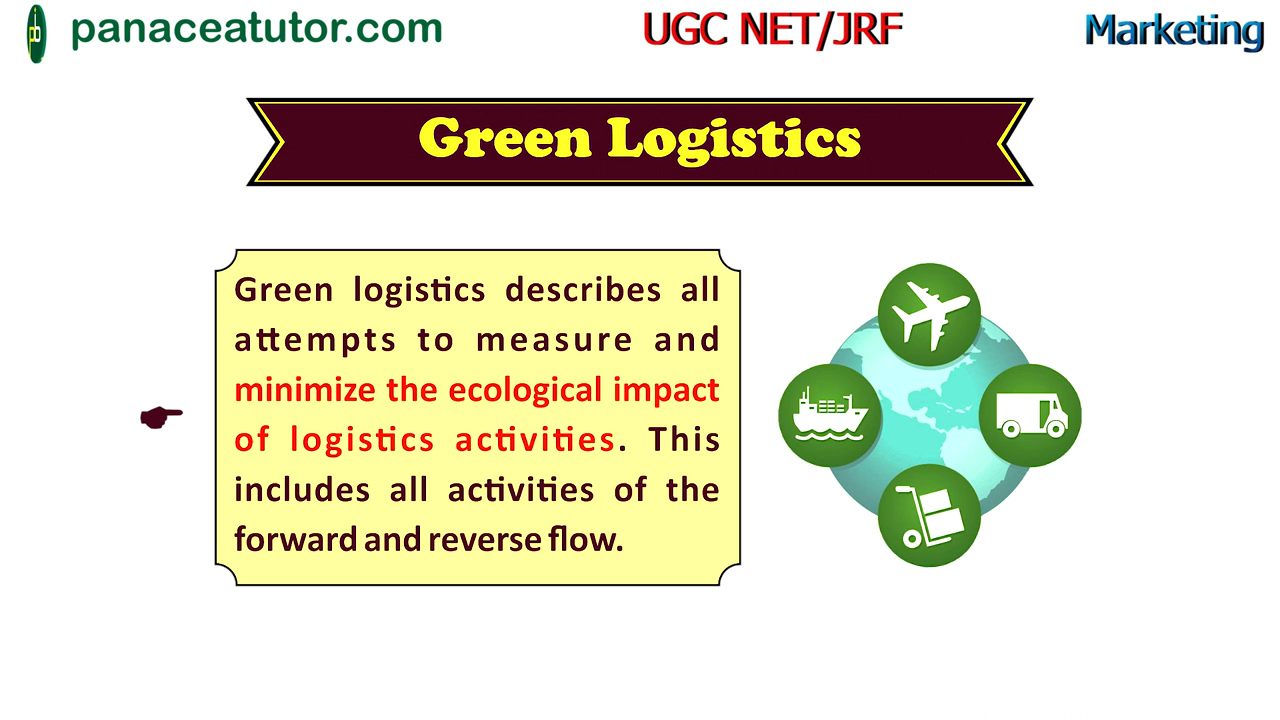 panaceatutor.com
UGC NET/JRF
Marketing
Green Logistics
Green logistics describes all
attempts to measure and
minimize the ecological impact
of logistics activities. This
includes all activities of the
forward and reverse flow.